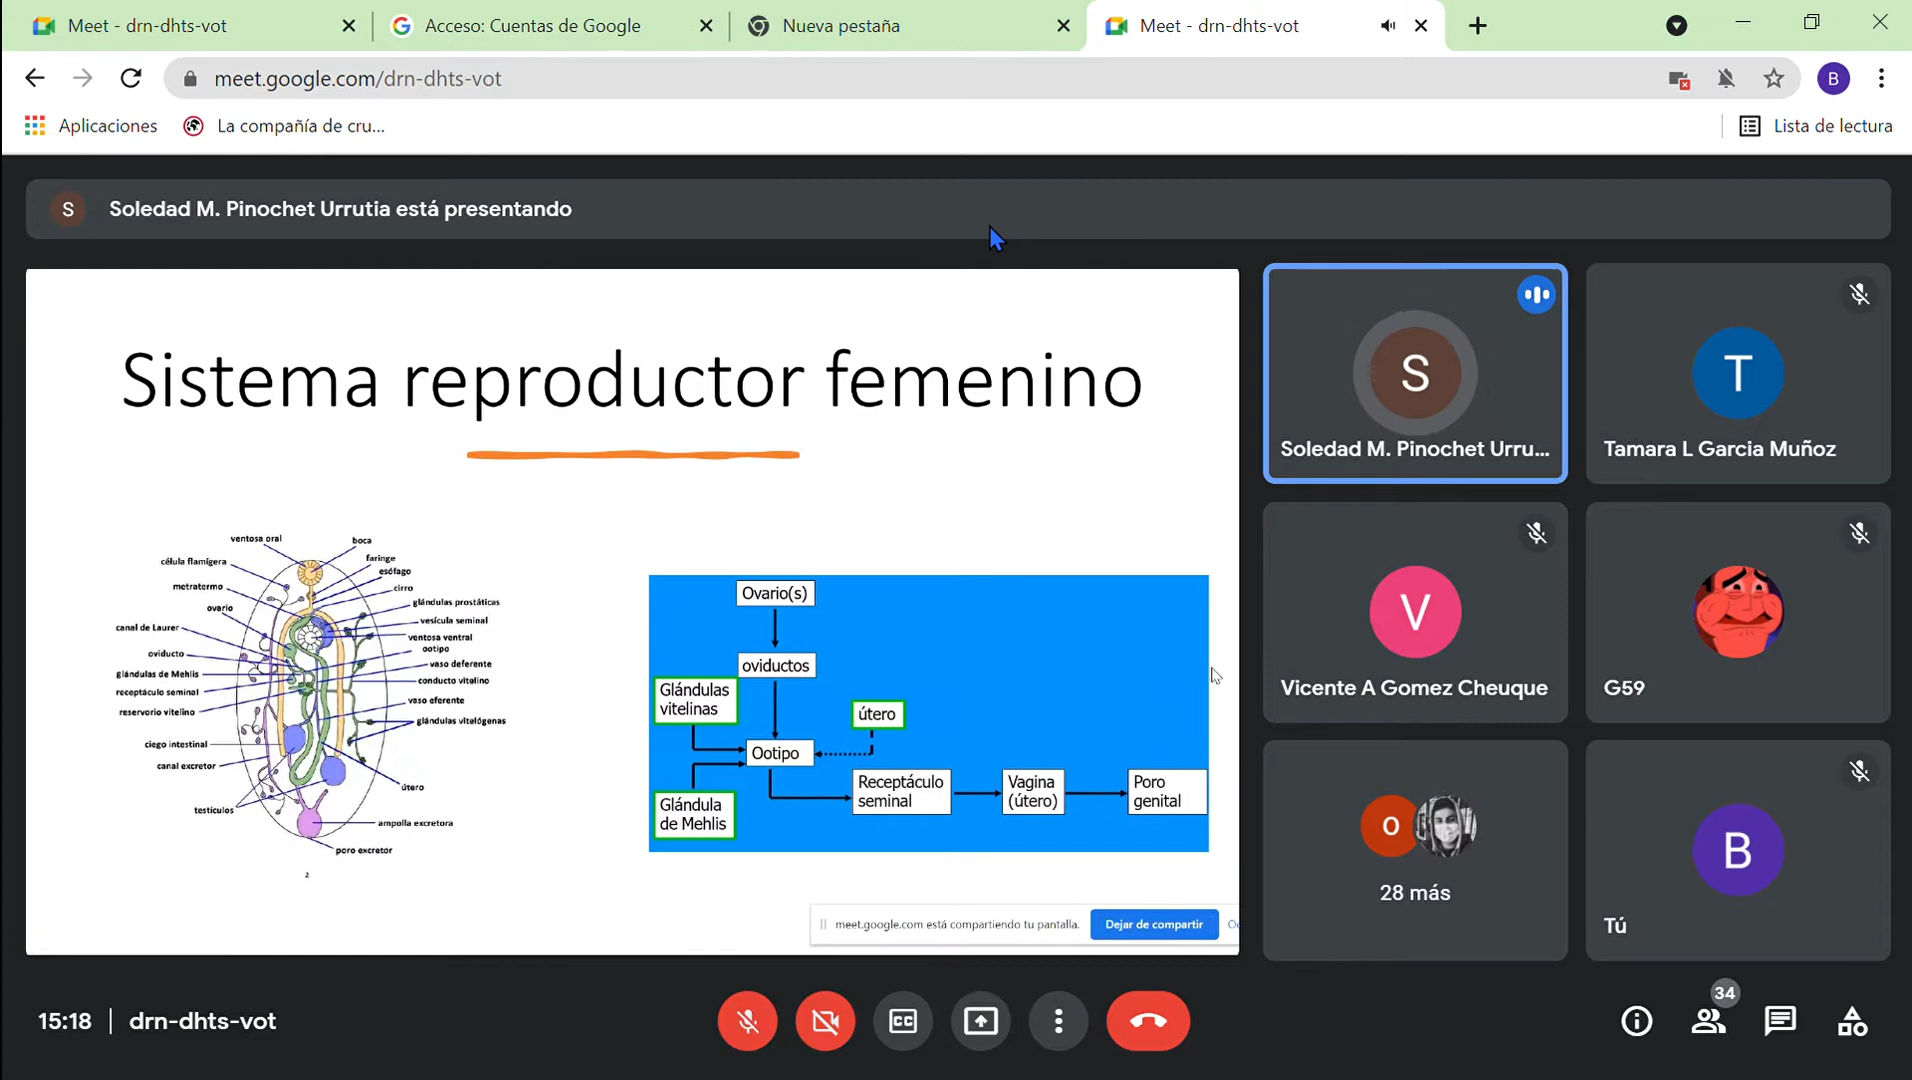 Meet - drn-dhts-vot
Acceso: Cuentas de Google
Nueva pestaña
Meet - drn-dhts-vot
meet.google.com/drn-dhts-vot
B
Aplicaciones
La compañía de cru...
Lista de lectura
S
Soledad M. Pinochet Urrutia está presentando
Sistema reproductor femenino
ventosa oral
boca
célula flamígera
faringe
esófago
metratermo
cirro
ovario
glándulas prostáticas
vesícula seminal
canal de Laurer
ventosa ventral
ootipo
oviducto
vaso deferente
glándulas de Mehlis
conducto vitelino
receptáculo seminal
vaso eferente
reservorio vitelino
glándulas vitelógenas
ciego intestinal
canal excretor
útero
testículos
ampolla excretora
poro excretor
2
Ovario(s)
oviductos
Glándulas
vitelinas
útero
Ootipo
Receptáculo
seminal
Vagina
(útero)
Poro
genital
Glándula
de Mehlis
meet.google.com está compartiendo tu pantalla.
Dejar de compartir
Oc
S
Soledad M. Pinochet Urru...
T
Tamara L Garcia Muñoz
V
Vicente A Gomez Cheuque
G59
O
28 más
B
Tú
15:18
drn-dhts-vot
CC
34